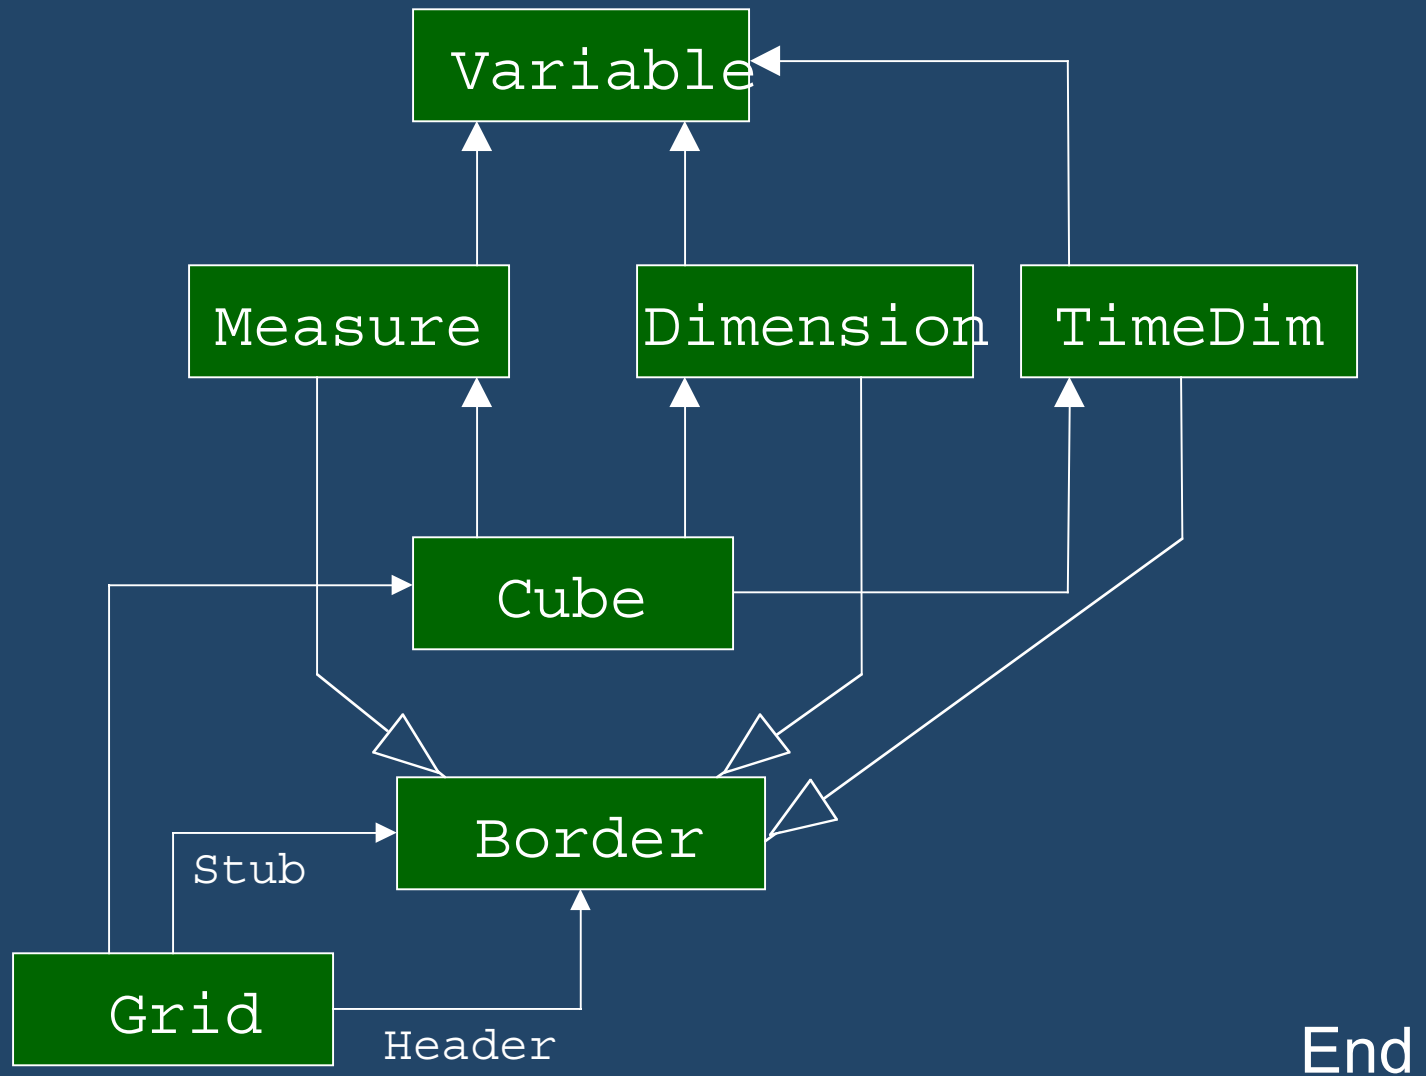 Variable
Measure
Dimension
TimeDim
Cube
Border
Stub
Grid
Header
End